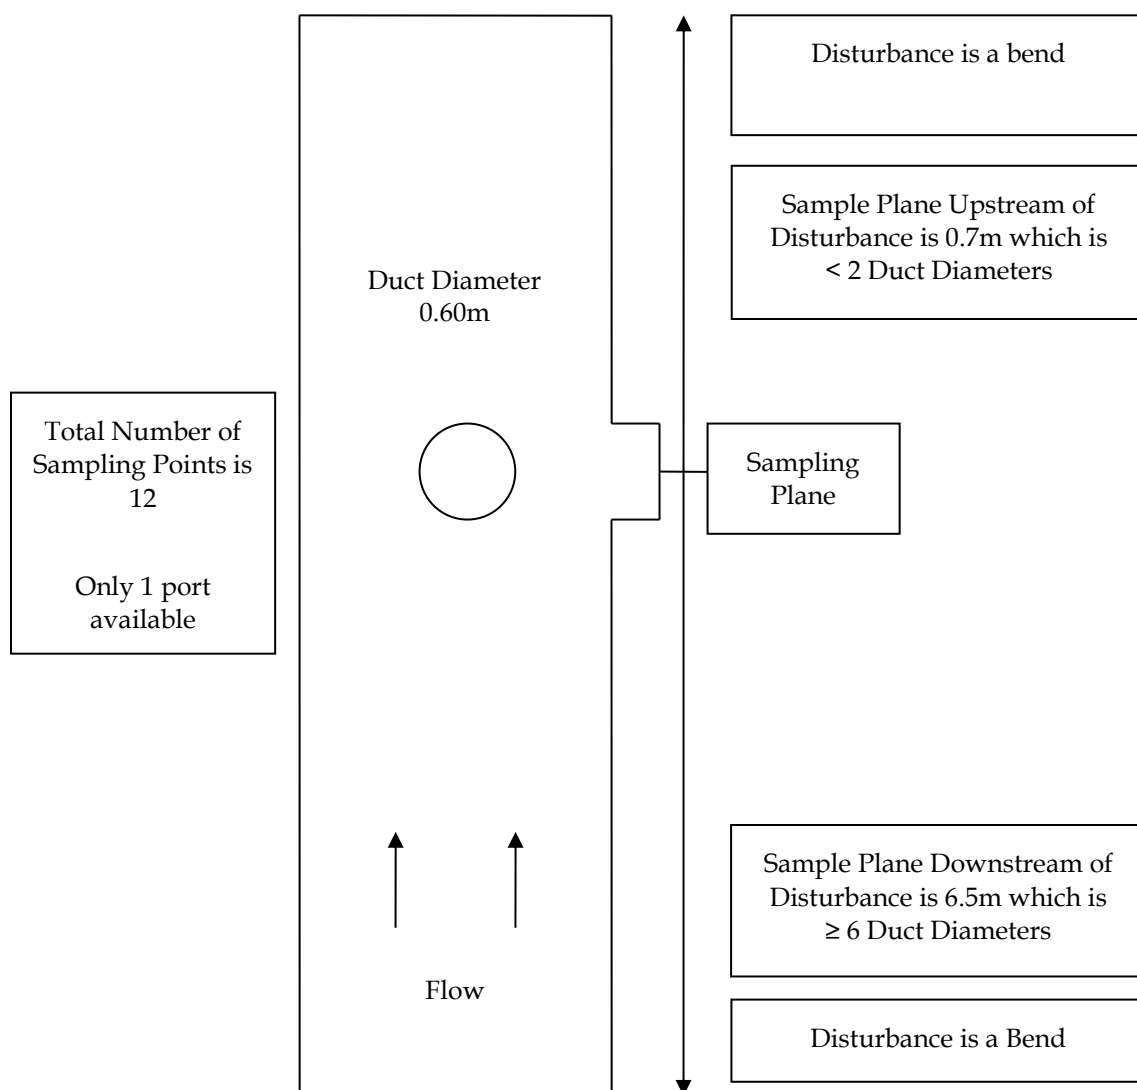 Disturbance is a bend
Sample Plane Upstream of
Disturbance is 0.7m which is
< 2 Duct Diameters
Duct Diameter
0.60m
Total Number of
Sampling Points is
12
Only 1 port
available
Sampling
Plane
Sample Plane Downstream of
Disturbance is 6.5m which is
≥ 6 Duct Diameters
Flow
Disturbance is a Bend